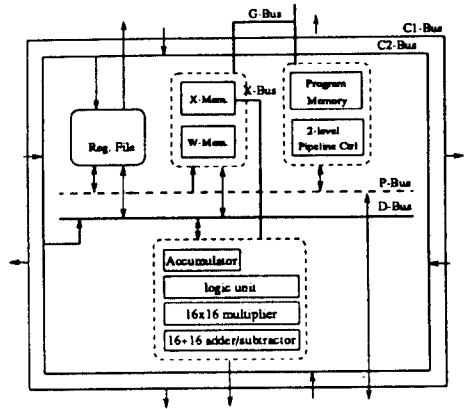 G-Bus
C1-Bus
C2-Bus
X-Bus
X-Mem.
Program
Memory
Reg. File
W-Mem.
2-level
Pipeline Ctrl
P-Bus
D-Bus
Accumulator
logic unit
16x16 multiplier
16+16 adder/subtractor